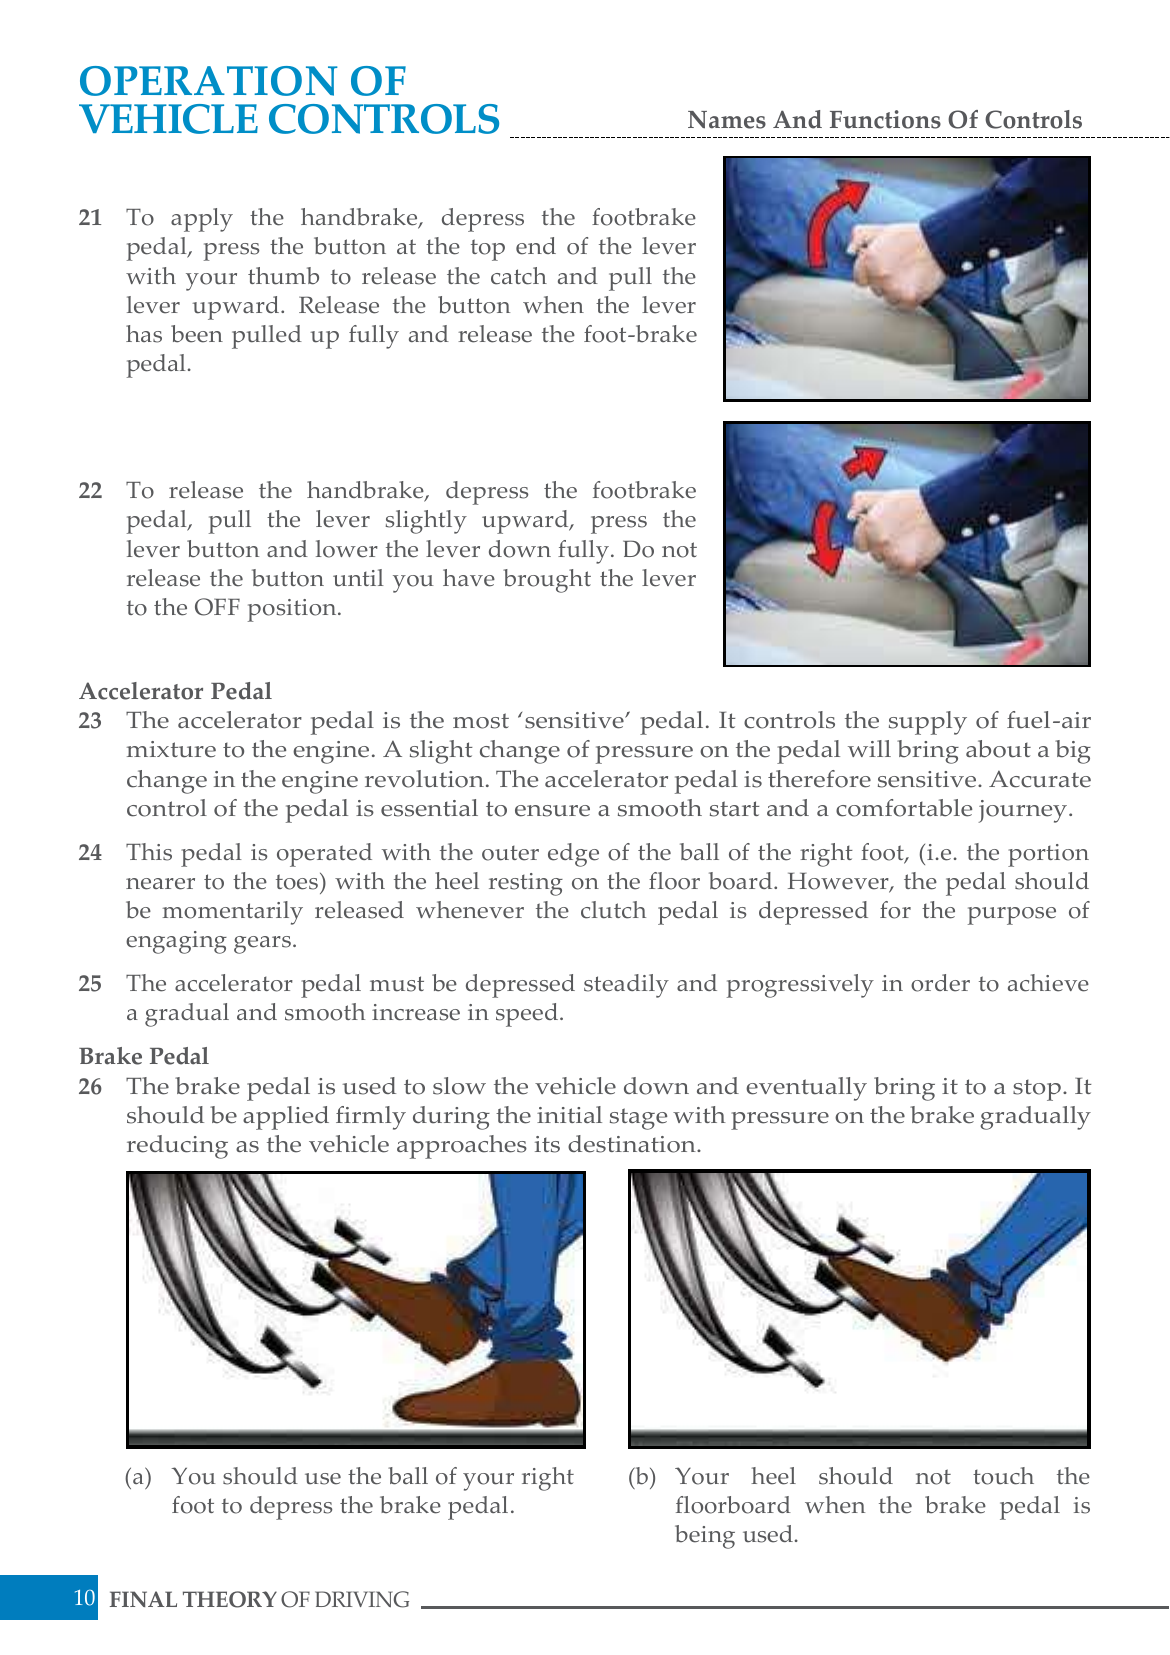 OPERATION OF
VEHICLE CONTROLS
Names And Functions Of Controls
21 To apply the handbrake, depress the footbrake
pedal, press the button at the top end of the lever
with your thumb to release the catch and pull the
lever upward. Release the button when the lever
has been pulled up fully and release the foot-brake
pedal.
22 To release the handbrake, depress the footbrake
pedal, pull the lever slightly upward, press the
lever button and lower the lever down fully. Do not
release the button until you have brought the lever
to the OFF position.
Accelerator Pedal
23 The accelerator pedal is the most ‘sensitive’ pedal. It controls the supply of fuel-air
mixture to the engine. A slight change of pressure on the pedal will bring about a big
change in the engine revolution. The accelerator pedal is therefore sensitive. Accurate
control of the pedal is essential to ensure a smooth start and a comfortable journey.
24 This pedal is operated with the outer edge of the ball of the right foot, (i.e. the portion
nearer to the toes) with the heel resting on the floor board. However, the pedal should
be momentarily released whenever the clutch pedal is depressed for the purpose of
engaging gears.
25 The accelerator pedal must be depressed steadily and progressively in order to achieve
a gradual and smooth increase in speed.
Brake Pedal
26 The brake pedal is used to slow the vehicle down and eventually bring it to a stop. It
should be applied firmly during the initial stage with pressure on the brake gradually
reducing as the vehicle approaches its destination.
(a) You should use the ball of your right
foot to depress the brake pedal.
(b) Your heel should not touch the
floorboard when the brake pedal is
being used.
10 FINAL THEORY OF DRIVING